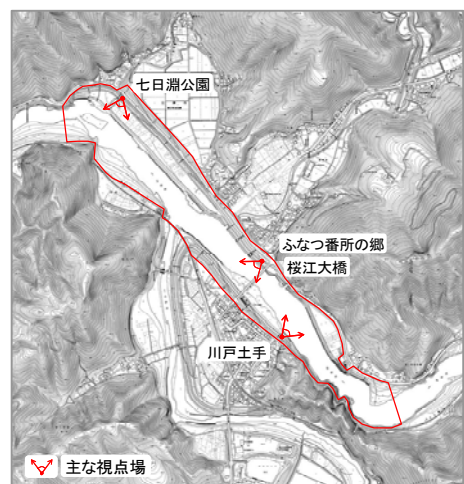 七日淵公園
ふなつ番所の郷
桜江大橋
川戸土手
主な視点場